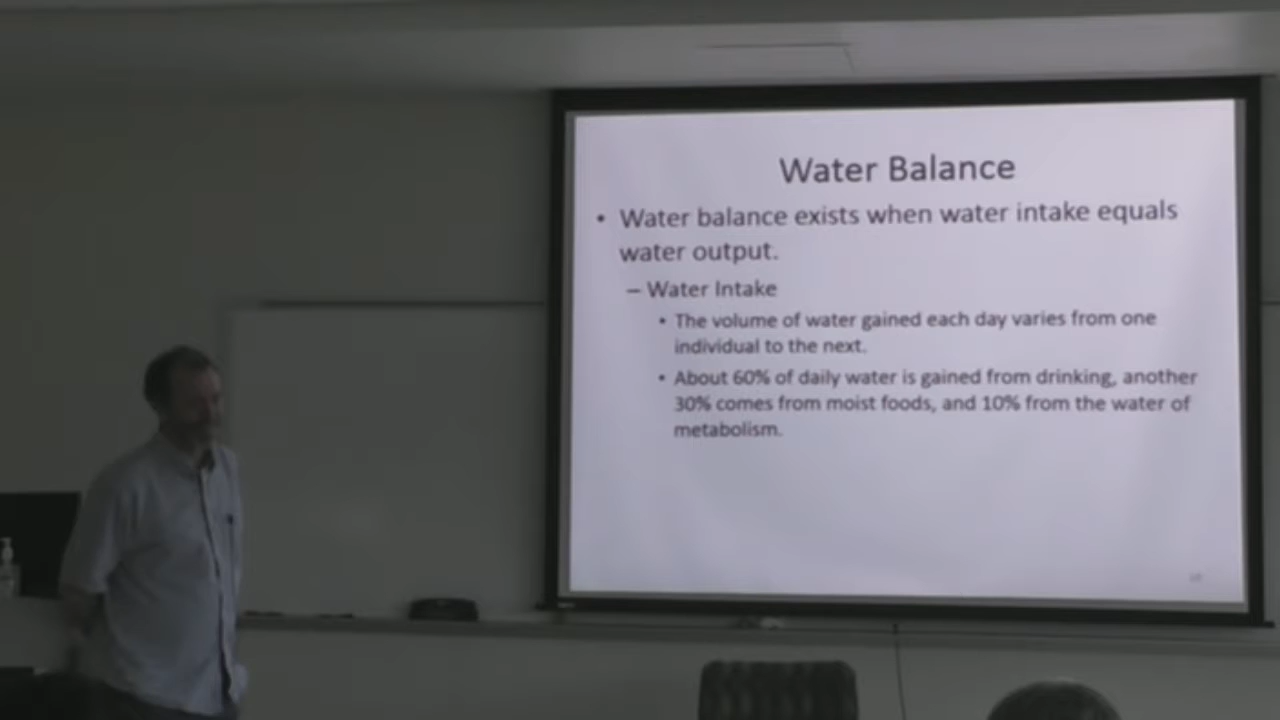 Water Balance
• Water balance exists when water intake equals
water output.
– Water Intake
• The volume of water gained each day varies from one
individual to the next.
• About 60% of daily water is gained from drinking, another
30% comes from moist foods, and 10% from the water of
metabolism.